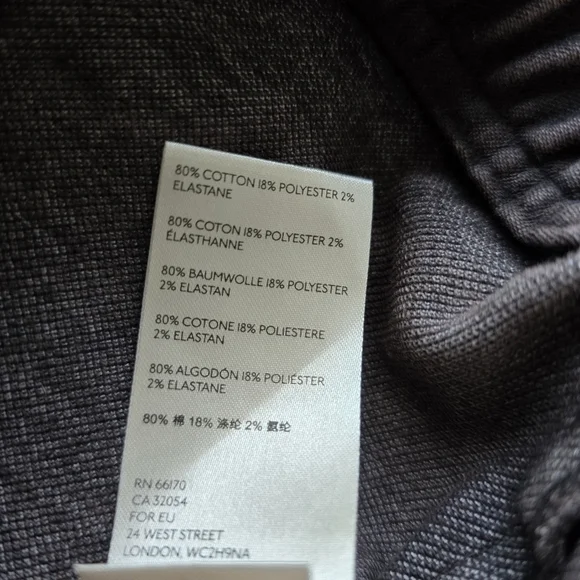 80% COTTON 18% POLYESTER 2%
ELASTANE
80% COTON 18% POLYESTER 2%
ÉLASTHANNE
80% BAUMWOLLE 18% POLYESTER
2% ELASTAN
80% COTONE 18% POLIESTERE
2% ELASTAN
80% ALGODÓN 18% POLIÉSTER
2% ELASTANE
80% 棉 18% 涤纶 2% 氨纶
RN 66170
CA 32054
FOR EU
24 WEST STREET
LONDON, WC2H9NA